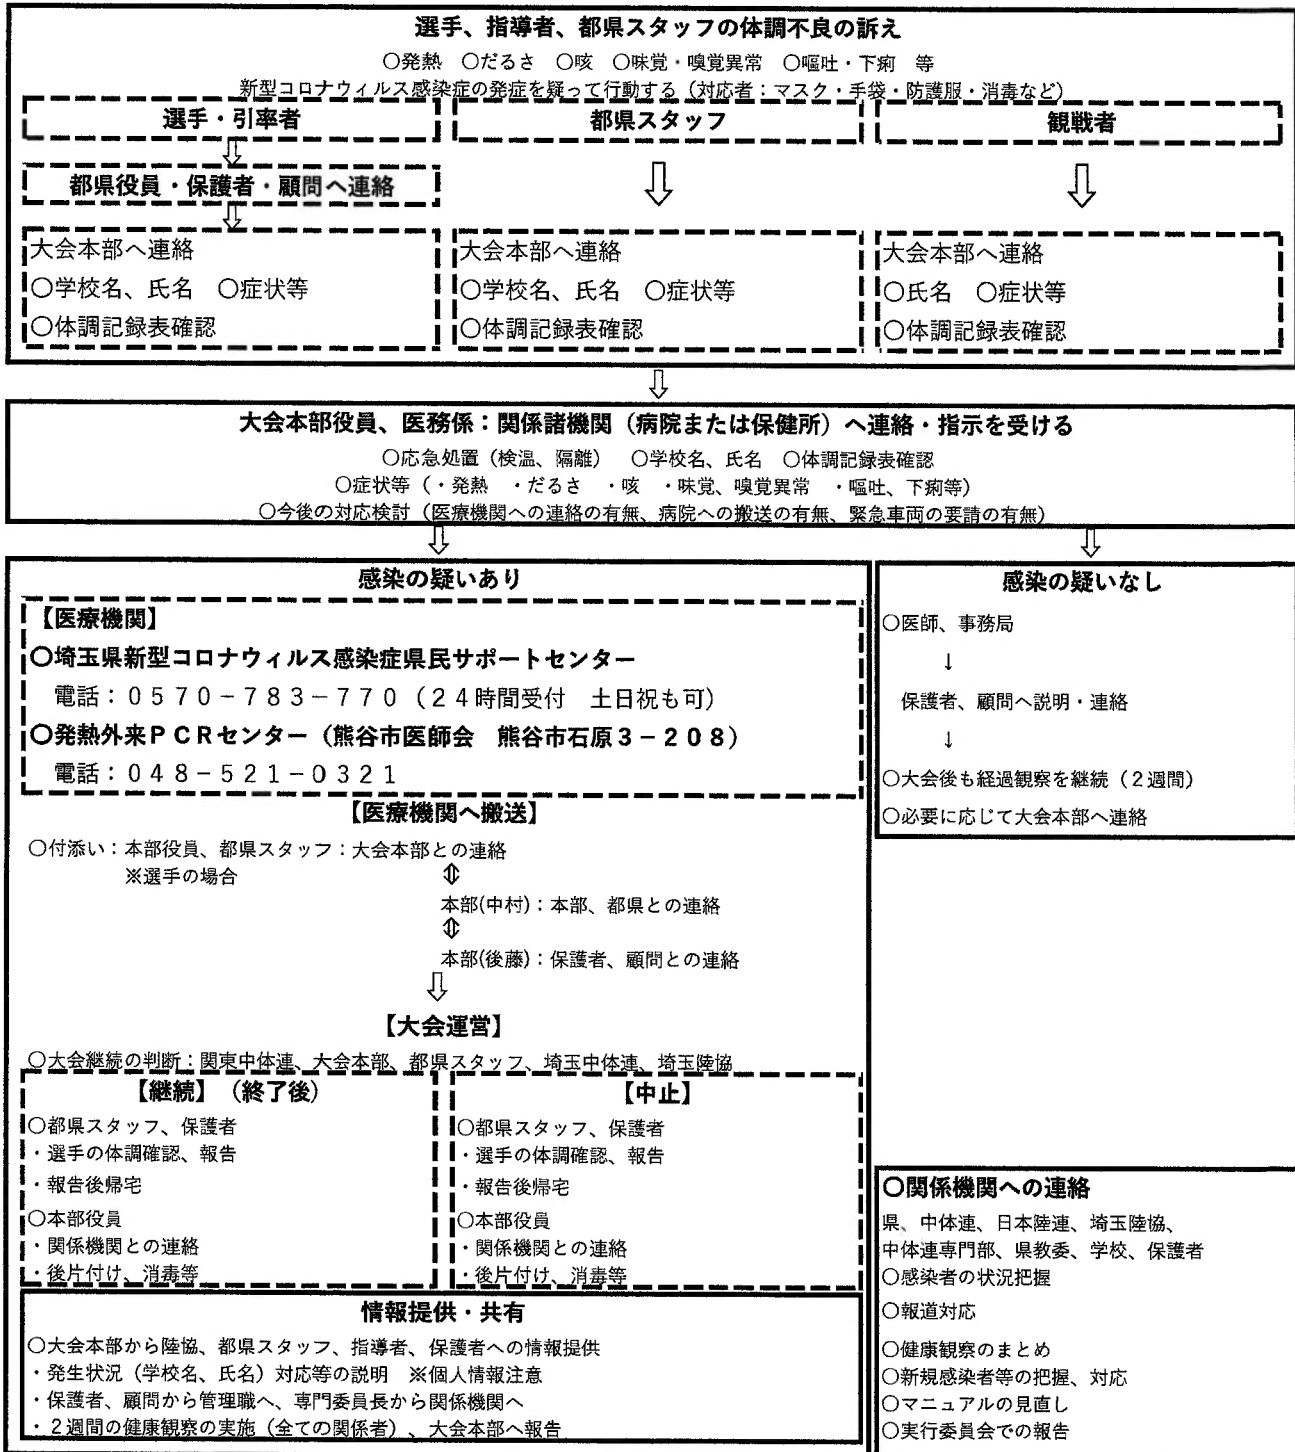 選手、指導者、都県スタッフの体調不良の訴え
○発熱 ○だるさ ○咳 ○味覚・嗅覚異常 ○嘔吐・下痢 等
新型コロナウィルス感染症の発症を疑って行動する（対応者：マスク・手袋・防護服・消毒など）
選手・引率者
都県役員・保護者・顧問へ連絡
大会本部へ連絡
○学校名、氏名 ○症状等
○体調記録表確認
都県スタッフ
大会本部へ連絡
○学校名、氏名 ○症状等
○体調記録表確認
観戦者
大会本部へ連絡
○氏名 ○症状等
○体調記録表確認
大会本部役員、医務係：関係諸機関（病院または保健所）へ連絡・指示を受ける
○応急処置（検温、隔離） ○学校名、氏名 ○体調記録表確認
○症状等（・発熱 ・だるさ ・咳 ・味覚、嗅覚異常 ・嘔吐、下痢等）
○今後の対応検討（医療機関への連絡の有無、病院への搬送の有無、緊急車両の要請の有無）
感染の疑いあり
【医療機関】
○埼玉県新型コロナウィルス感染症県民サポートセンター
電話：０５７０－７８３－７７０（２４時間受付 土日祝も可）
○発熱外来ＰＣＲセンター（熊谷市医師会 熊谷市石原３－２０８）
電話：０４８－５２１－０３２１
【医療機関へ搬送】
○付添い：本部役員、都県スタッフ：大会本部との連絡
※選手の場合
⇕
本部(中村)：本部、都県との連絡
⇕
本部(後藤)：保護者、顧問との連絡
【大会運営】
○大会継続の判断：関東中体連、大会本部、都県スタッフ、埼玉中体連、埼玉陸協
【継続】（終了後）
○都県スタッフ、保護者
・選手の体調確認、報告
・報告後帰宅
○本部役員
・関係機関との連絡
・後片付け、消毒等
【中止】
○都県スタッフ、保護者
・選手の体調確認、報告
・報告後帰宅
○本部役員
・関係機関との連絡
・後片付け、消毒等
情報提供・共有
○大会本部から陸協、都県スタッフ、指導者、保護者への情報提供
・発生状況（学校名、氏名）対応等の説明 ※個人情報注意
・保護者、顧問から管理職へ、専門委員長から関係機関へ
・２週間の健康観察の実施（全ての関係者）、大会本部へ報告
感染の疑いなし
○医師、事務局
↓
保護者、顧問へ説明・連絡
↓
○大会後も経過観察を継続（２週間）
○必要に応じて大会本部へ連絡
○関係機関への連絡
県、中体連、日本陸連、埼玉陸協、
中体連専門部、県教委、学校、保護者
○感染者の状況把握
○報道対応
○健康観察のまとめ
○新規感染者等の把握、対応
○マニュアルの見直し
○実行委員会での報告